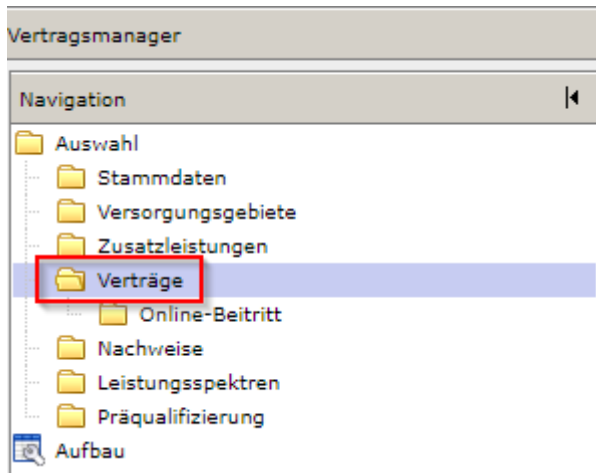 Vertragsmanager
Navigation
Auswahl
Stammdaten
Versorgungsgebiete
Zusatzleistungen
Verträge
Online-Beitritt
Nachweise
Leistungsspektren
Präqualifizierung
Aufbau